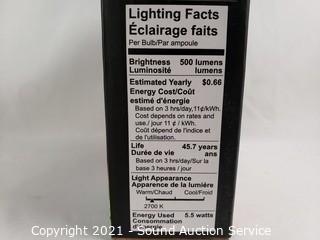 Lighting Facts
Éclairage faits
Per Bulb/Par ampoule
Brightness 500 lumens
Luminosité lumens
Estimated Yearly $0.66
Energy Cost/Coût
estimé d'énergie
Based on 3 hrs/day,11¢/kWh.
Cost depends on rates and
use./ jour 11 ¢ / kWh.
Coût défend de l'indice et
de l'utilisation.
Life 45.7 years
Durée de vie ans
Based on 3 hrs/day/Sur la
base 3 heures / jour
Light Appearance
Apparence de la lumière
Warm/Chaud Cool/Froid
2700 K
Energy Used 5.5 watts
Consommation
Copyright 2021 - Sound Auction Service